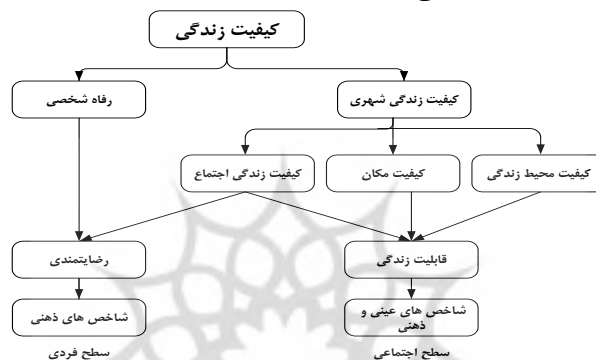 کیفیت زندگی
کیفیت زندگی شهری
رفاه شخصی
کیفیت محیط زندگی
کیفیت مکان
کیفیت زندگی اجتماع
قابلیت زندگی
رضایتمندی
شاخص های عینی و
ذهنی
شاخص های ذهنی
سطح اجتماعی
سطح فردی